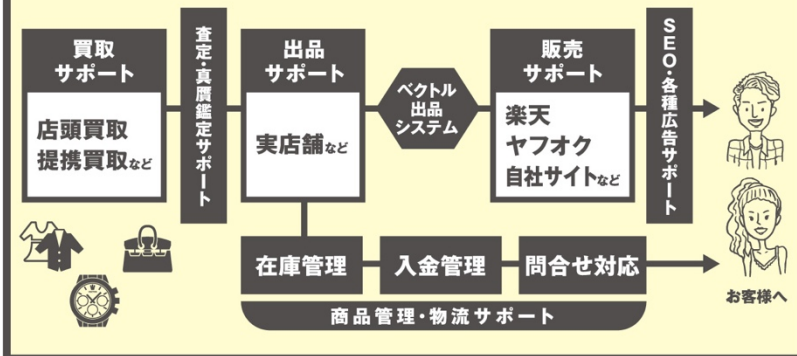 買取
サポート
店頭買取
提携買取など
査定・真贋鑑定サポート
出品
サポート
実店舗など
ベクトル
出品
システム
販売
サポート
楽天
ヤフオク
自社サイトなど
SEO・各種広告サポート
在庫管理
入金管理
問合せ対応
お客様へ
商品管理・物流サポート